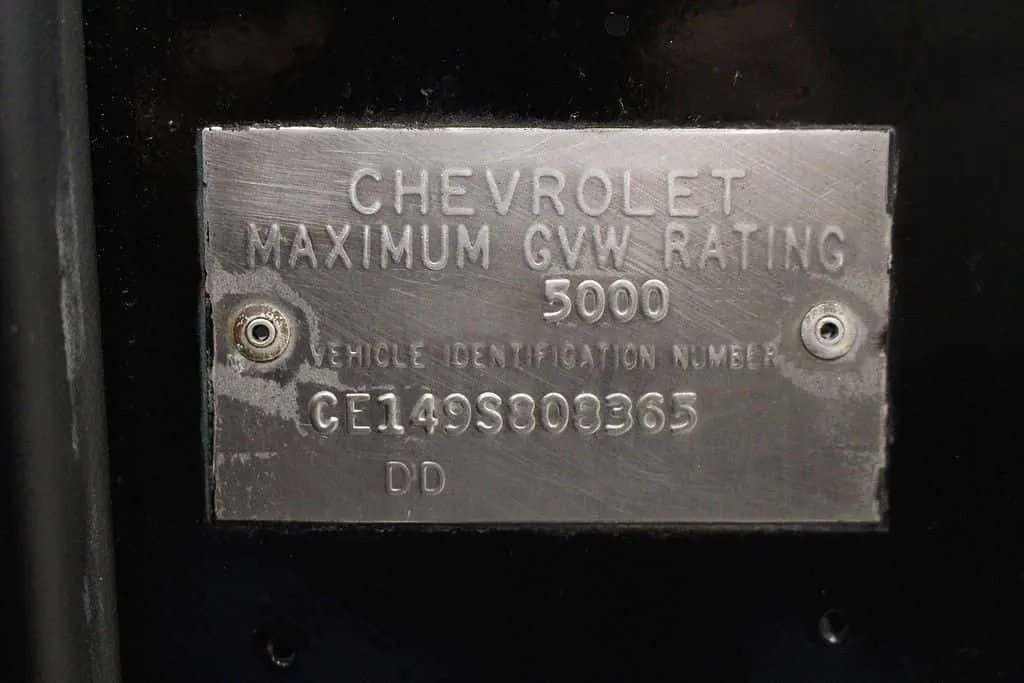 CHEVROLET
MAXIMUM GVW RATING
5000
VEHICLE IDENTIFICATION NUMBER
CE149S808365
DD